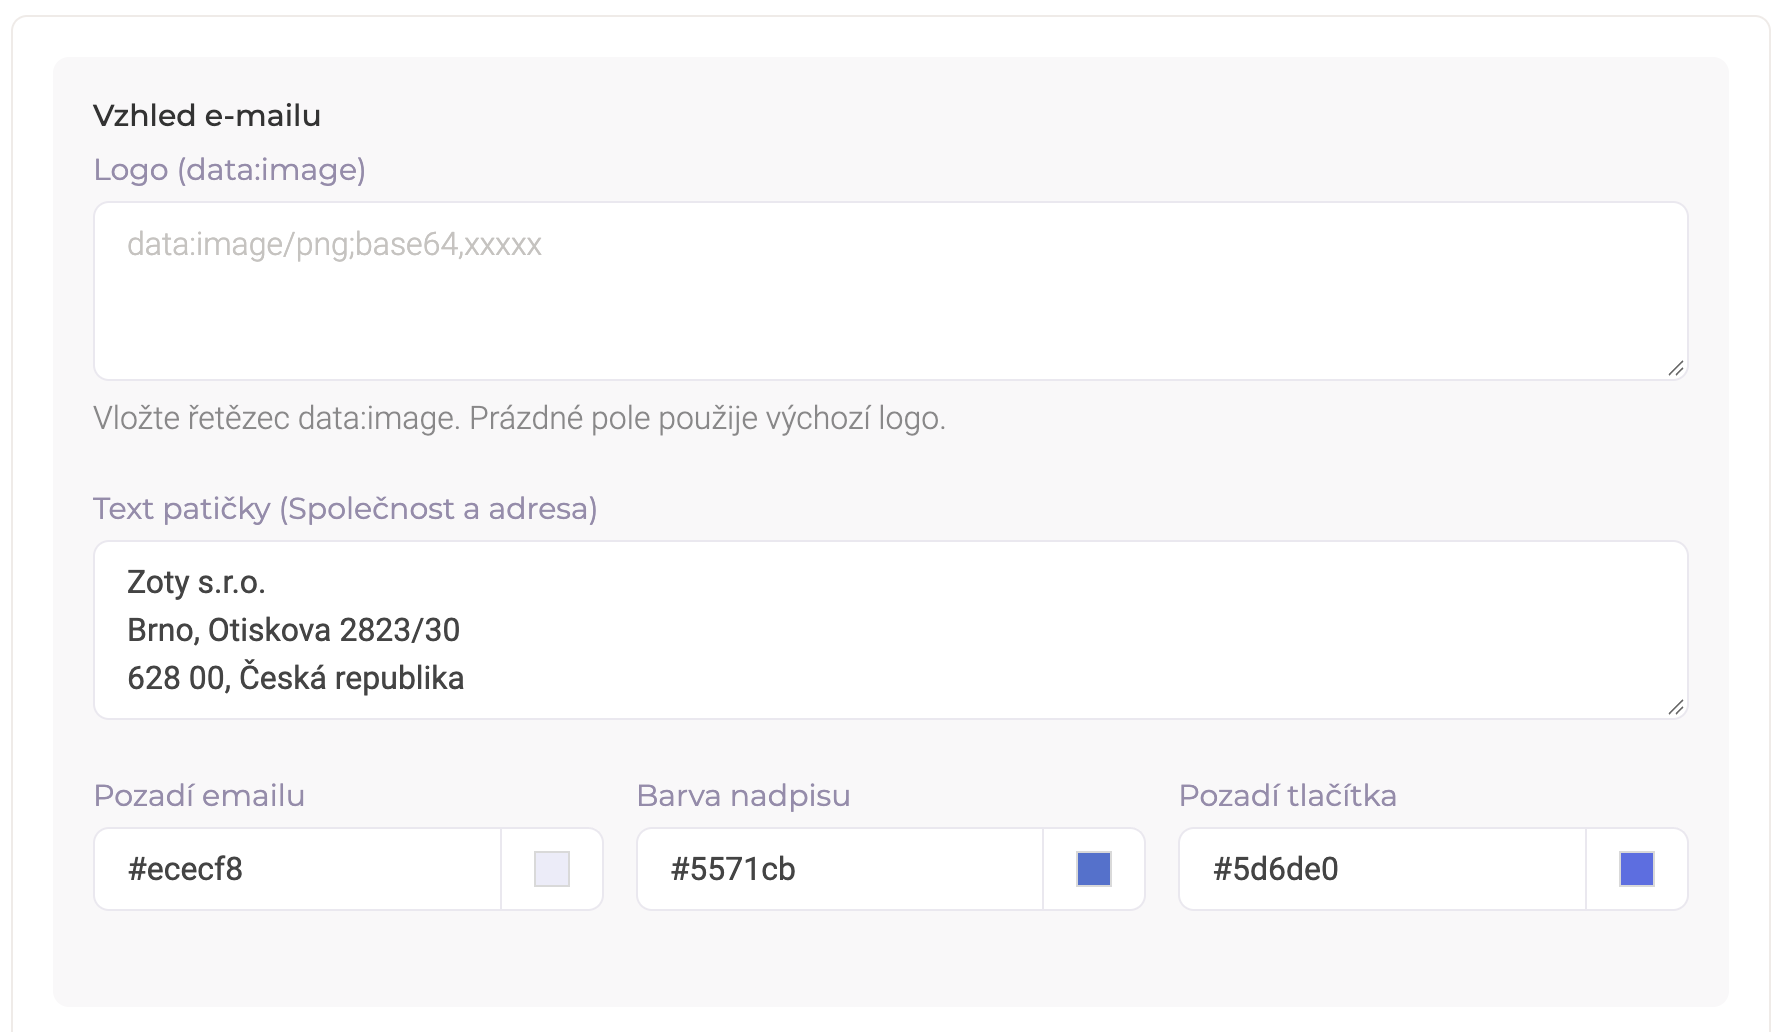 Vzhled e-mailu
Logo (data:image)
data:image/png;base64,xxxxx
Vložte řetězec data:image. Prázdné pole použije výchozí logo.
Text patičky (Společnost a adresa)
Zoty s.r.o.
Brno, Otiskova 2823/30
628 00, Česká republika
Pozadí emailu
Barva nadpisu
Pozadí tlačítka
#ececf8
#5571cb
#5d6de0